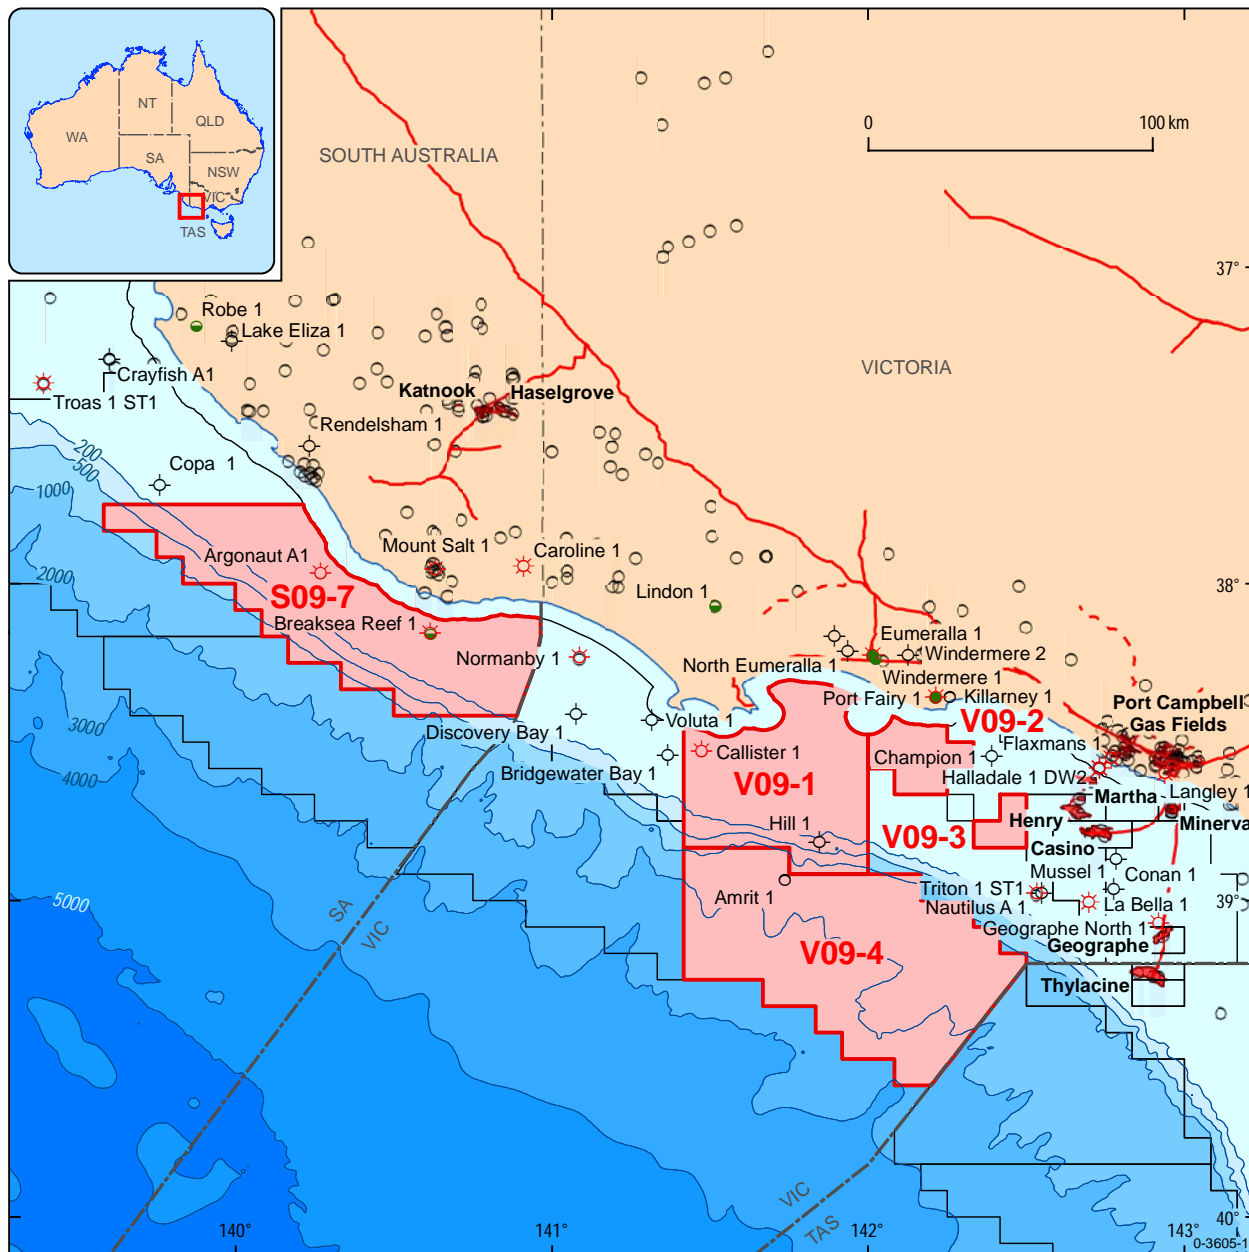 NT
WA
QLD
SA
NSW
VIC
TAS
SOUTH AUSTRALIA
0
100 km
37°
Robe 1
Lake Eliza 1
Crayfish A1
Troas 1 ST1
VICTORIA
Katnook
Haselgrove
Rendelsham 1
200
500
1000
Copa 1
Mount Salt 1
Caroline 1
Argonaut A1
38°
2000
S09-7
Lindon 1
Breaksea Reef 1
Eumeralla 1
Windermere 2
Normanby 1
North Eumeralla 1
Windermere 1
Port Fairy 1
Killarney 1
Port Campbell
Gas Fields
3000
Discovery Bay 1
Voluta 1
V09-2
Flaxmans 1
Callister 1
Champion 1
4000
Bridgewater Bay 1
V09-1
Halladale 1 DW2
Langley 1
Martha
Henry
Minerva
Hill 1
V09-3
Casino
Mussel 1
Conan 1
5000
Amrit 1
Triton 1 ST1
Nautilus A 1
La Bella 1
39°
SA
VIC
Geographe North 1
Geographe
V09-4
Thylacine
VIC
TAS
140°
141°
142°
143°
40°
0-3605-1